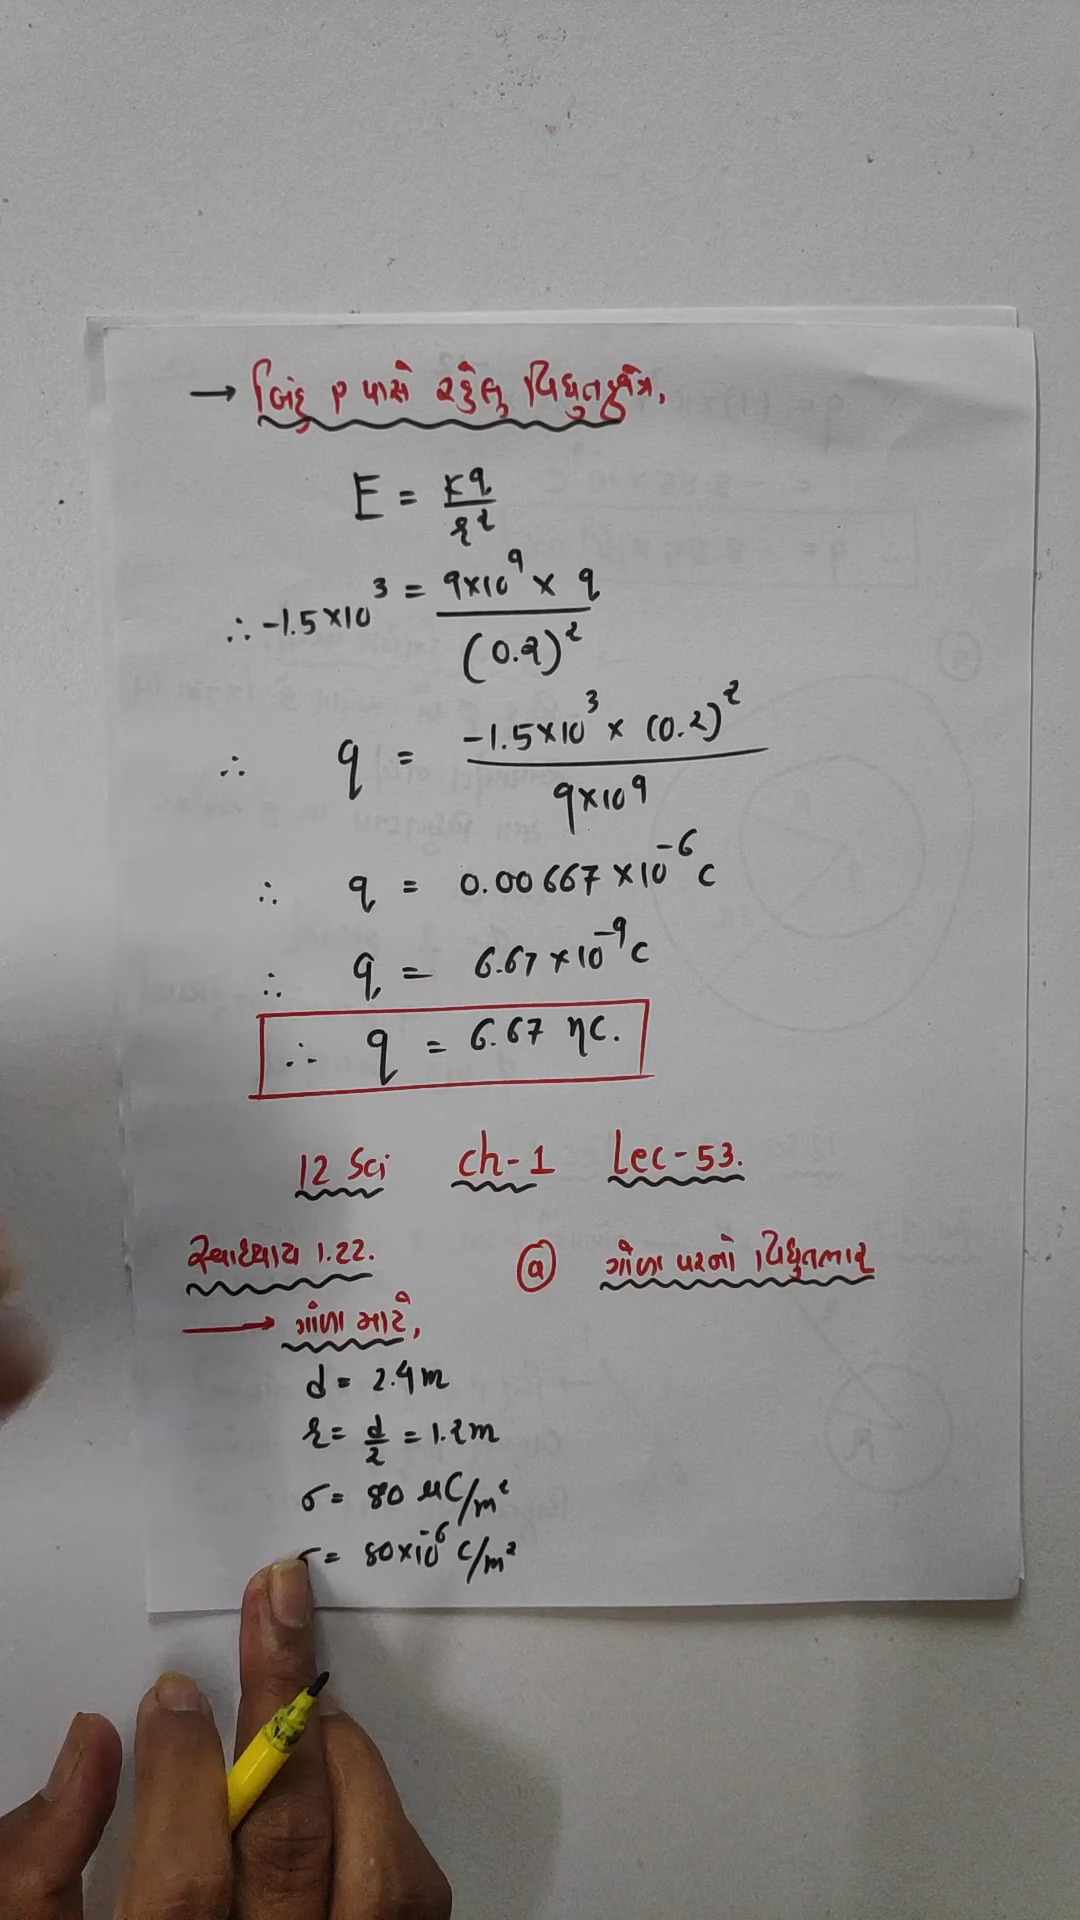 → બિંદુ P પાસે રહેલુ વિધુતક્ષેત્ર,
E = kq/r²
∴ -1.5×10³ = 9×10⁹ × q / (0.2)²
∴ q = -1.5×10³ × (0.2)² / 9×10⁹
∴ q = 0.00667 ×10⁻⁶ C
∴ q = 6.67 ×10⁻⁹ C
∴ q = 6.67 ηC.
12 Sci ch-1 Lec-53.
સ્વાધ્યાય 1.22.
→ ગોળા માટે,
d = 2.4 m
r = d/2 = 1.2 m
σ = 80 μC/m²
σ = 80×10⁻⁶ C/m²
ⓐ ગોળા પરનો વિધુતભાર